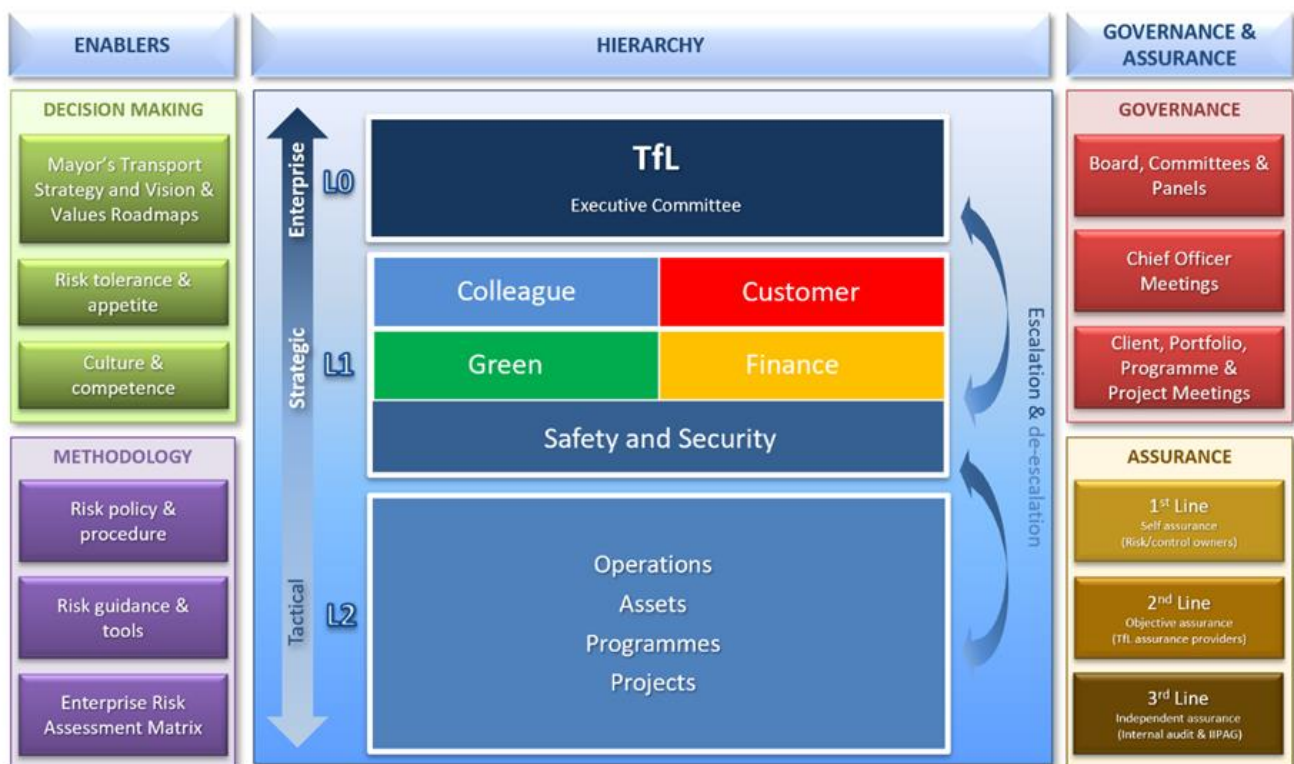 ENABLERS
DECISION MAKING
Mayor's Transport
Strategy and Vision &
Values Roadmaps
Risk tolerance &
appetite
Culture &
competence
METHODOLOGY
Risk policy &
procedure
Risk guidance &
tools
Enterprise Risk
Assessment Matrix
HIERARCHY
Enterprise
Strategic
Tactical
L0
TfL
Executive Committee
L1
Colleague
Customer
Green
Finance
Safety and Security
L2
Operations
Assets
Programmes
Projects
Escalation & de-escalation
GOVERNANCE &
ASSURANCE
GOVERNANCE
Board, Committees &
Panels
Chief Officer
Meetings
Client, Portfolio,
Programme &
Project Meetings
ASSURANCE
1st Line
Self assurance
(Risk/control owners)
2nd Line
Objective assurance
(TfL assurance providers)
3rd Line
Independent assurance
(Internal audit & IIPAG)